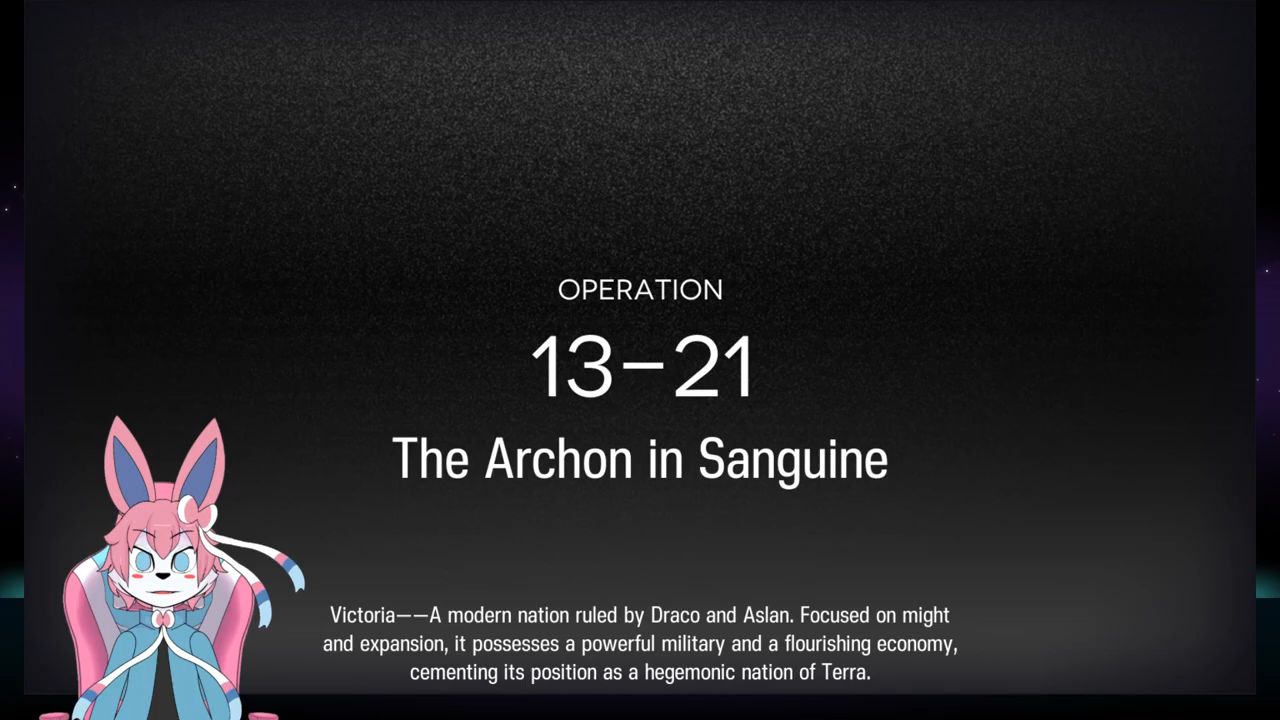 OPERATION
13–21
The Archon in Sanguine
Victoria——A modern nation ruled by Draco and Aslan. Focused on might
and expansion, it possesses a powerful military and a flourishing economy,
cementing its position as a hegemonic nation of Terra.